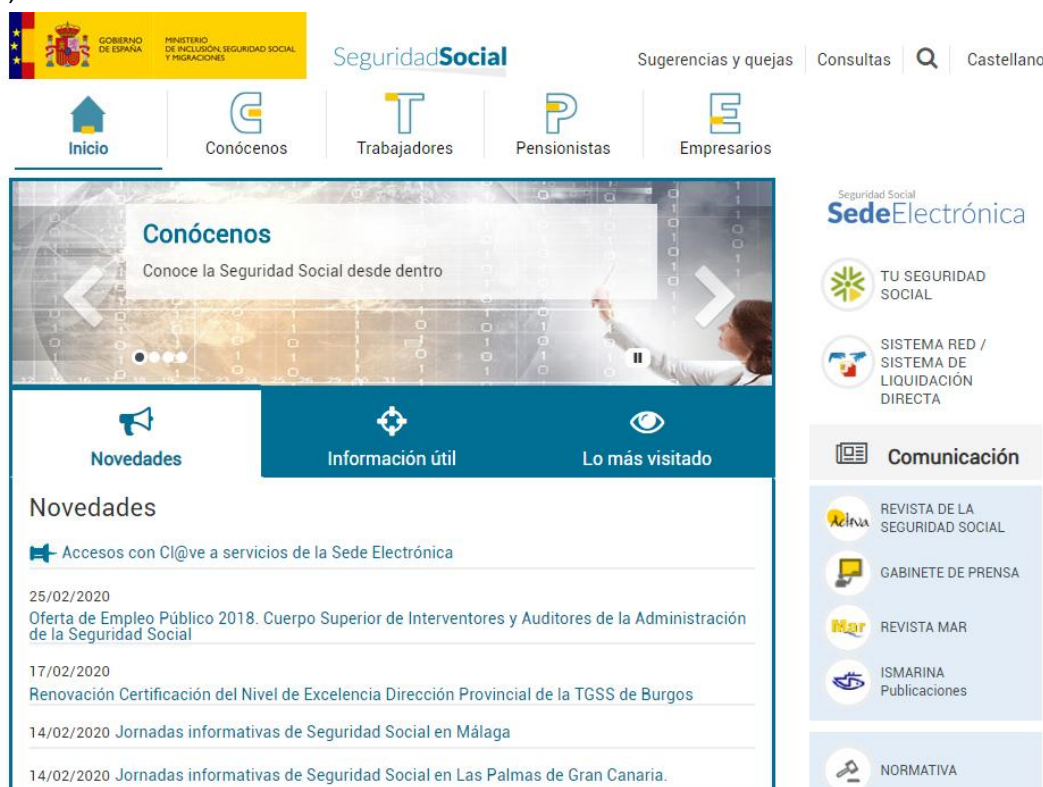 GOBIERNO
DE ESPAÑA
MINISTERIO
DE INCLUSIÓN, SEGURIDAD SOCIAL
Y MIGRACIONES
SeguridadSocial
Sugerencias y quejas
Consultas
Castellano
Inicio
Conócenos
Trabajadores
Pensionistas
Empresarios
Conócenos
Conoce la Seguridad Social desde dentro
Seguridad Social
SedeElectrónica
TU SEGURIDAD
SOCIAL
SISTEMA RED /
SISTEMA DE
LIQUIDACIÓN
DIRECTA
Novedades
Información útil
Lo más visitado
Novedades
Accesos con Cl@ve a servicios de la Sede Electrónica
25/02/2020
Oferta de Empleo Público 2018. Cuerpo Superior de Interventores y Auditores de la Administración
de la Seguridad Social
17/02/2020
Renovación Certificación del Nivel de Excelencia Dirección Provincial de la TGSS de Burgos
14/02/2020 Jornadas informativas de Seguridad Social en Málaga
14/02/2020 Jornadas informativas de Seguridad Social en Las Palmas de Gran Canaria.
Comunicación
Activa
REVISTA DE LA
SEGURIDAD SOCIAL
GABINETE DE PRENSA
Mar
REVISTA MAR
ISMARINA
Publicaciones
NORMATIVA